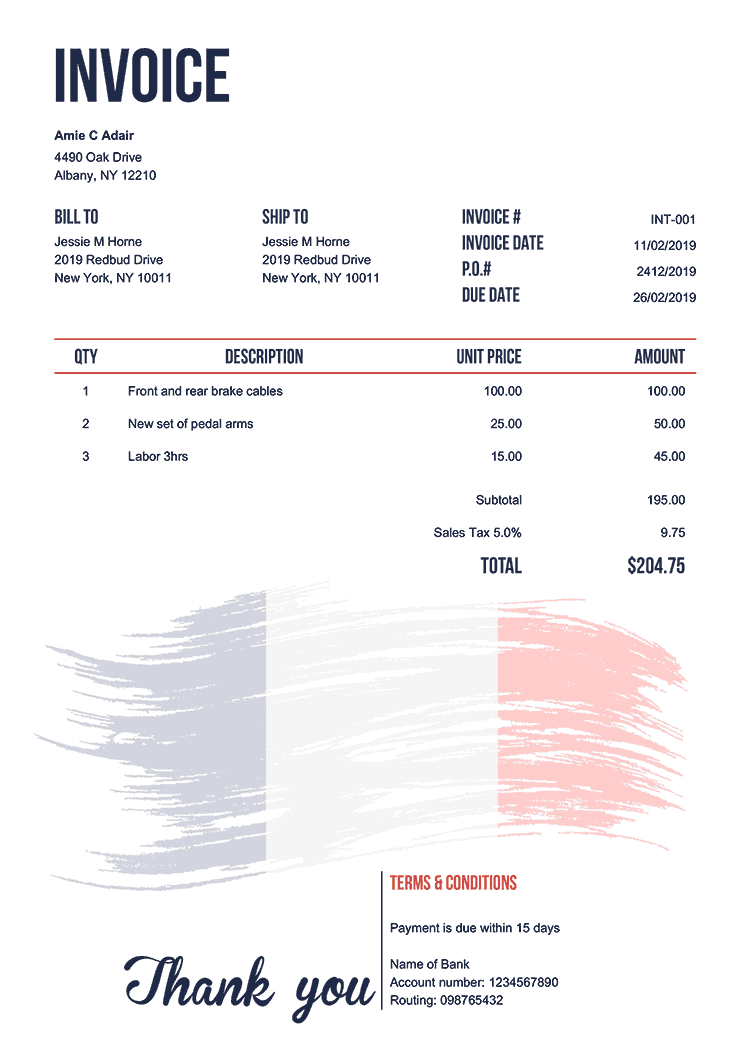 INVOICE
Amie C Adair
4490 Oak Drive
Albany, NY 12210
BILL TO
Jessie M Horne
2019 Redbud Drive
New York, NY 10011
SHIP TO
Jessie M Horne
2019 Redbud Drive
New York, NY 10011
INVOICE # INT-001
INVOICE DATE 11/02/2019
P.O.# 2412/2019
DUE DATE 26/02/2019
QTY DESCRIPTION UNIT PRICE AMOUNT
1 Front and rear brake cables 100.00 100.00
2 New set of pedal arms 25.00 50.00
3 Labor 3hrs 15.00 45.00
Subtotal 195.00
Sales Tax 5.0% 9.75
TOTAL $204.75
Thank you
TERMS & CONDITIONS
Payment is due within 15 days
Name of Bank
Account number: 1234567890
Routing: 098765432